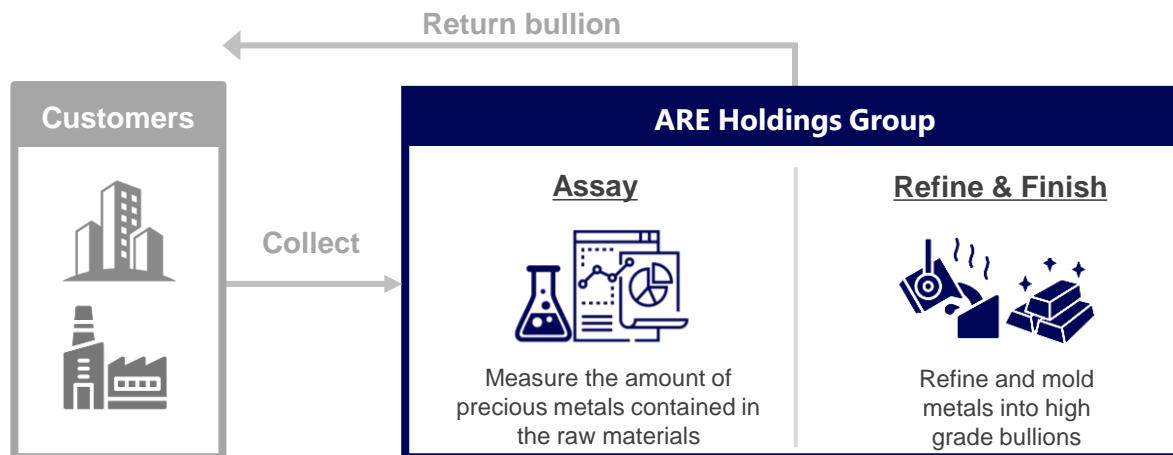 Return bullion
Customers
Collect
ARE Holdings Group
Assay
Measure the amount of
precious metals contained in
the raw materials
Refine & Finish
Refine and mold
metals into high
grade bullions